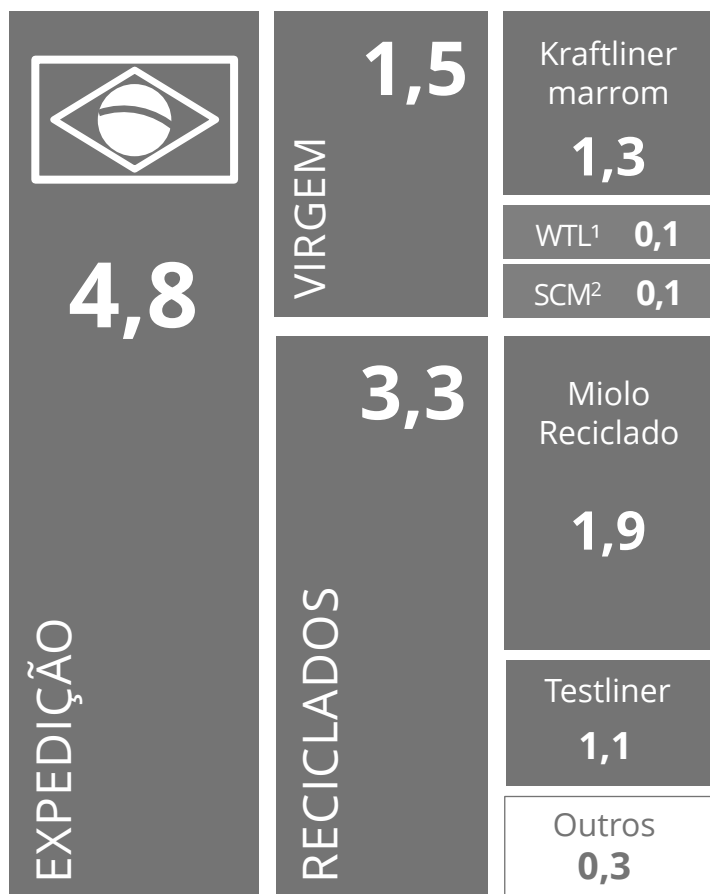 4,8
EXPEDIÇÃO
1,5
VIRGEM
Kraftliner
marrom
1,3
WTL¹ 0,1
SCM² 0,1
3,3
RECICLADOS
Miolo
Reciclado
1,9
Testliner
1,1
Outros
0,3